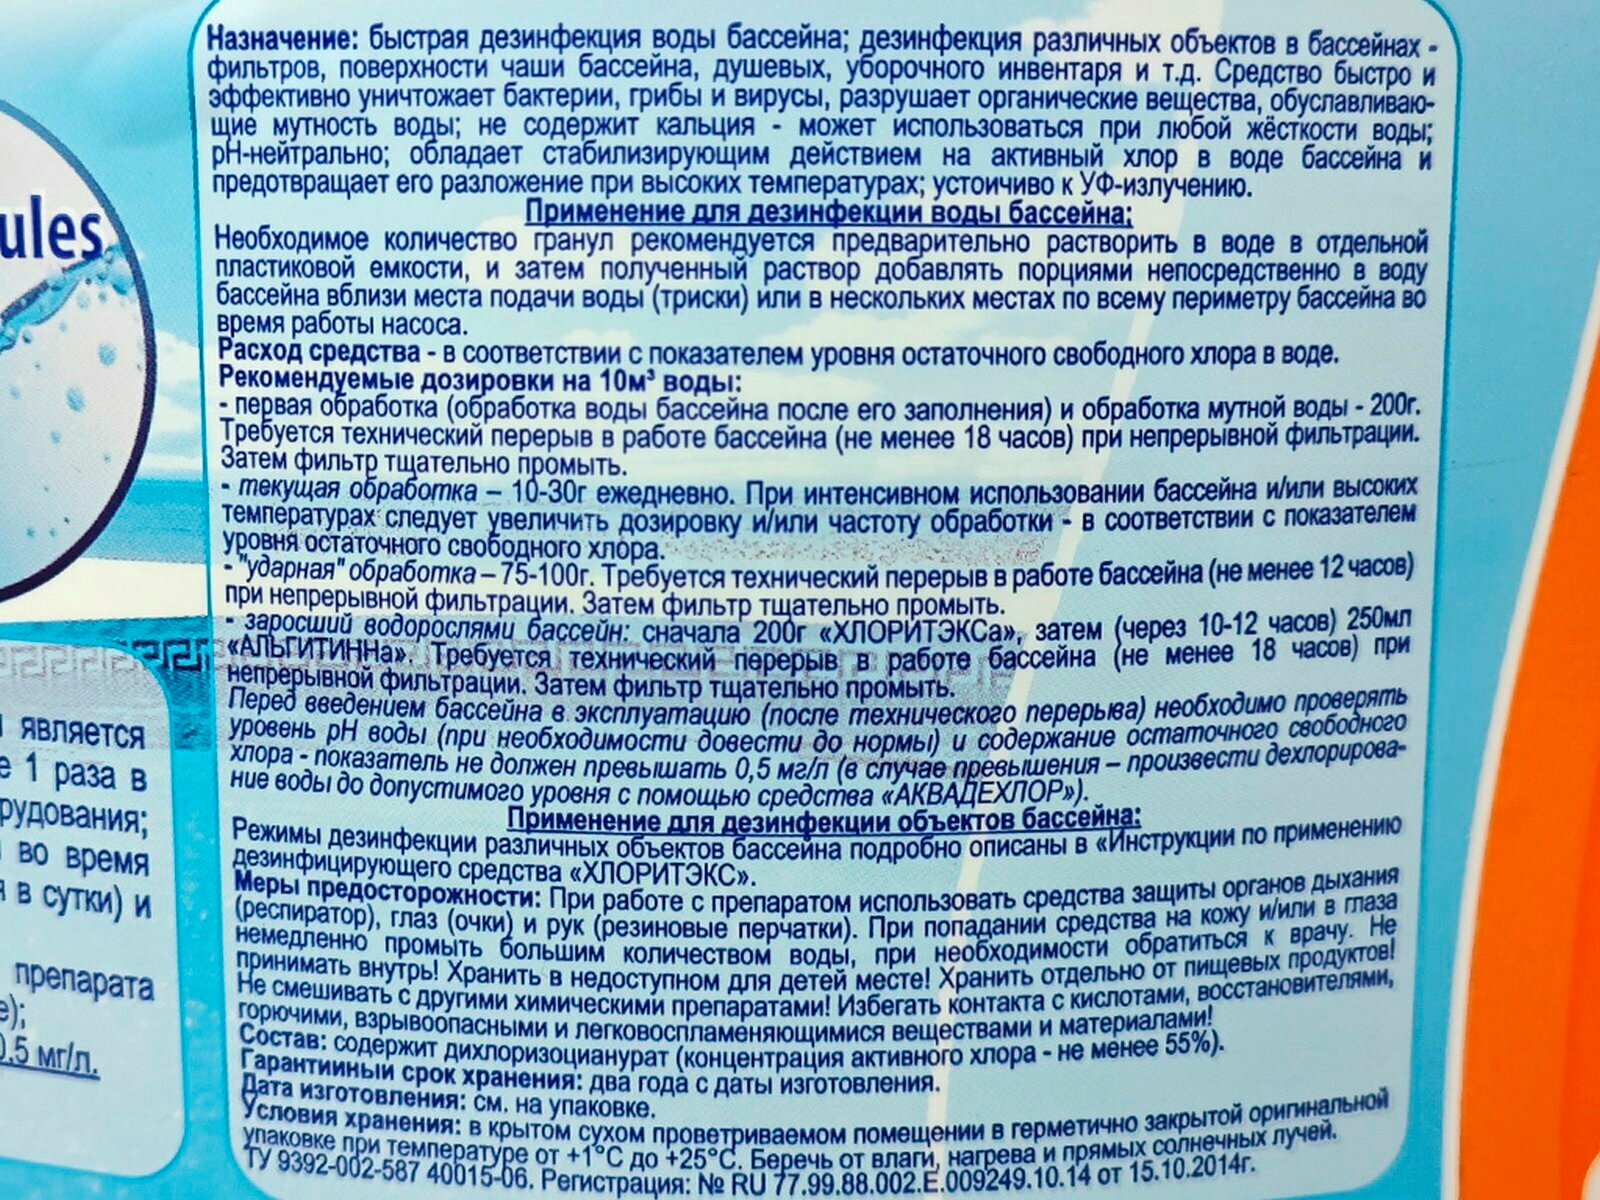 ules
я является
е 1 раза в
рудования;
во время
в сутки) и
препарата
е);
0.5 мг/л.
Назначение: быстрая дезинфекция воды бассейна; дезинфекция различных объектов в бассейнах -
фильтров, поверхности чаши бассейна, душевых, уборочного инвентаря и т.д. Средство быстро и
эффективно уничтожает бактерии, грибы и вирусы, разрушает органические вещества, обуславливаю-
щие мутность воды; не содержит кальция - может использоваться при любой жёсткости воды;
pH-нейтрально; обладает стабилизирующим действием на активный хлор в воде бассейна и
предотвращает его разложение при высоких температурах; устоичиво к УФ-излучению.
Применение для дезинфекции воды бассейна:
Необходимое количество гранул рекомендуется предварительно растворить в воде в отдельной
пластиковой емкости, и затем полученный раствор добавлять порциями непосредственно в воду
бассейна вблизи места подачи воды (триски) или в нескольких местах по всему периметру бассейна во
время работы насоса.
Расход средства - в соответствии с показателем уровня остаточного свободного хлора в воде.
Рекомендуемые дозировки на 10м³ воды:
- первая обработка (обработка воды бассейна после его заполнения) и обработка мутной воды - 200г.
Требуется технический перерыв в работе бассейна (не менее 18 часов) при непрерывной фильтрации.
Затем фильтр тщательно промыть.
- текущая обработка – 10-30г ежедневно. При интенсивном использовании бассейна и/или высоких
температурах следует увеличить дозировку и/или частоту обработки - в соответствии с показателем
уровня остаточного свободного хлора.
- "ударная" обработка – 75-100г. Требуется технический перерыв в работе бассейна (не менее 12 часов)
при непрерывной фильтрации. Затем фильтр тщательно промыть.
- заросший водорослями бассейн: сначала 200г «ХЛОРИТЭКСа», затем (через 10-12 часов) 250мл
«АЛЬГИТИННа». Требуется технический перерыв в работе бассейна (не менее 18 часов) при
непрерывной фильтрации. Затем фильтр тщательно промыть.
Перед введением бассейна в эксплуатацию (после технического перерыва) необходимо проверять
уровень pH воды (при необходимости довести до нормы) и содержание остаточного свободного
хлора - показатель не должен превышать 0,5 мг/л (в случае превышения – произвести дехлорирова-
ние воды до допустимого уровня с помощью средства «АКВАДЕХЛОР»).
Применение для дезинфекции объектов бассейна:
Режимы дезинфекции различных объектов бассейна подробно описаны в «Инструкции по применению
дезинфицирующего средства «ХЛОРИТЭКС».
Меры предосторожности: При работе с препаратом использовать средства защиты органов дыхания
(респиратор), глаз (очки) и рук (резиновые перчатки). При попадании средства на кожу и/или в глаза
немедленно промыть большим количеством воды, при необходимости обратиться к врачу. Не
принимать внутрь! Хранить в недоступном для детей месте! Хранить отдельно от пищевых продуктов!
Не смешивать с другими химическими препаратами! Избегать контакта с кислотами, восстановителями,
горючими, взрывоопасными и легковоспламеняющимися веществами и материалами!
Состав: содержит дихлоризоцианурат (концентрация активного хлора - не менее 55%).
Гарантииный срок хранения: два года с даты изготовления.
Дата изготовления: см. на упаковке.
Условия хранения: в крытом сухом проветриваемом помещении в герметично закрытой оригинальной
упаковке при температуре от +1°С до +25°С. Беречь от влаги, нагрева и прямых солнечных лучей.
ТУ 9392-002-587 40015-06. Регистрация: № RU 77.99.88.002.Е.009249.10.14 от 15.10.2014г.